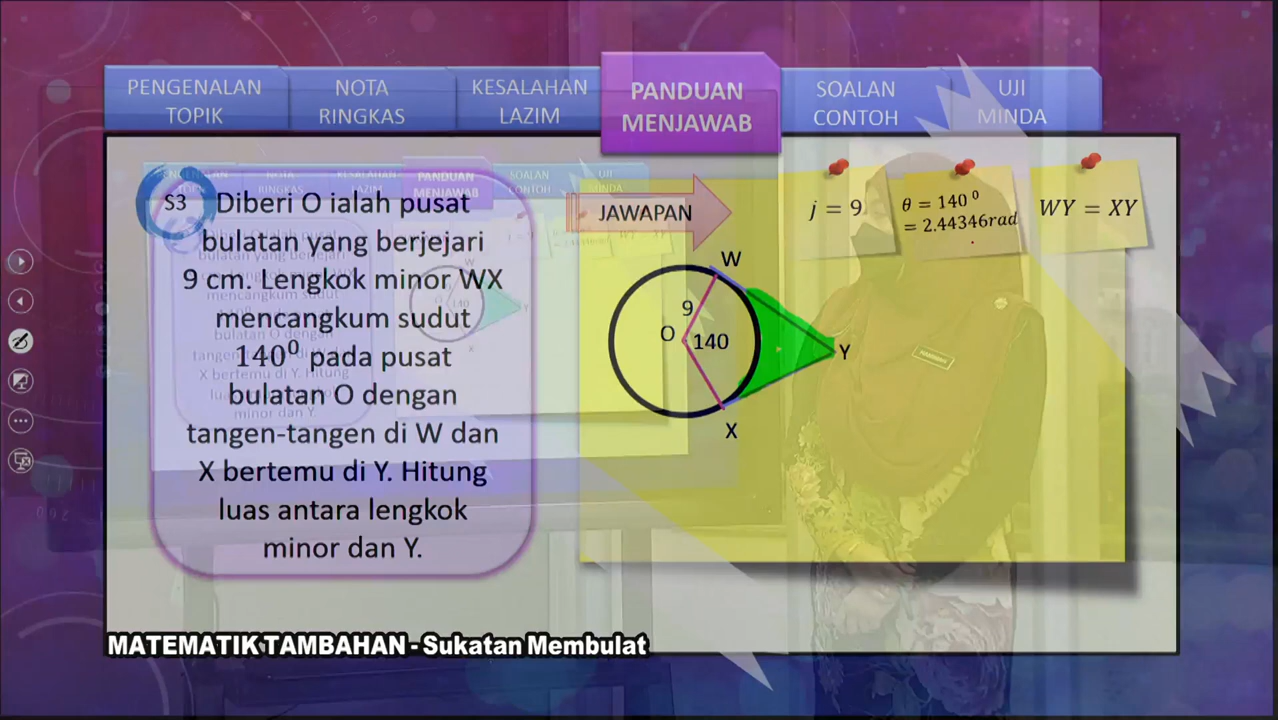 PENGENALAN
TOPIK
NOTA
RINGKAS
KESALAHAN
LAZIM
PANDUAN
MENJAWAB
SOALAN
CONTOH
UJI
MINDA
S3
Diberi O ialah pusat
bulatan yang berjejari
9 cm. Lengkok minor WX
mencangkum sudut
140⁰ pada pusat
bulatan O dengan
tangen-tangen di W dan
X bertemu di Y. Hitung
luas antara lengkok
minor dan Y.
JAWAPAN
j = 9
θ = 140 ⁰
= 2.44346rad
WY = XY
W
9
O
140
Y
X
MATEMATIK TAMBAHAN - Sukatan Membulat